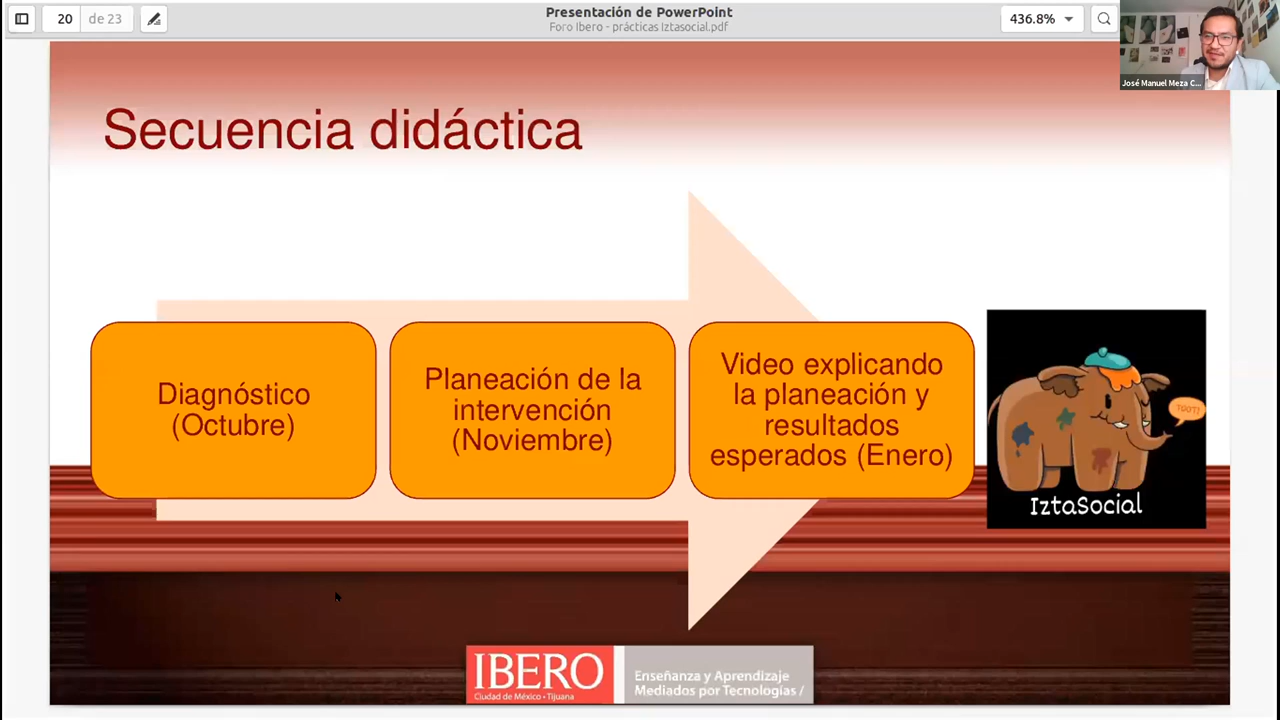 20 de 23
Presentación de PowerPoint
Foro Ibero - prácticas Iztasocial.pdf
436.8%
José Manuel Meza C...
Secuencia didáctica
Diagnóstico
(Octubre)
Planeación de la
intervención
(Noviembre)
Video explicando
la planeación y
resultados
esperados (Enero)
TOOT!
IztaSocial
IBERO
Ciudad de México • Tijuana
Enseñanza y Aprendizaje
Mediados por Tecnologías /